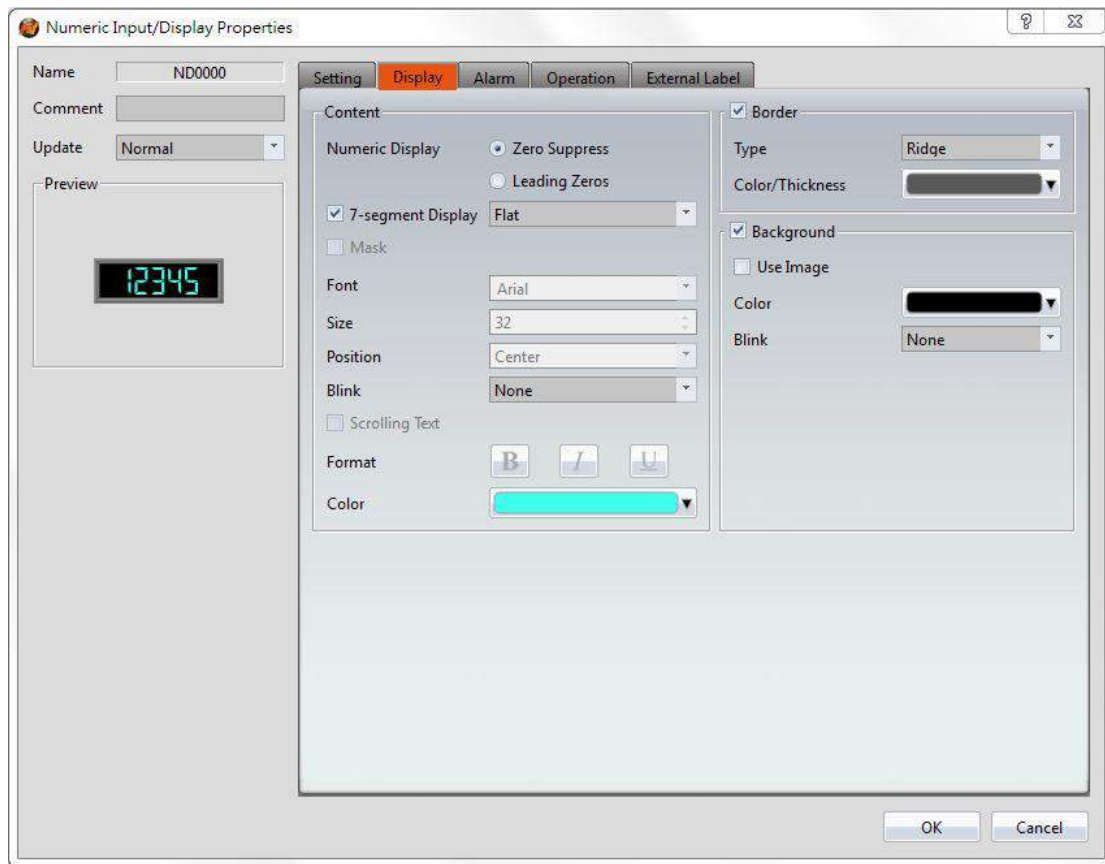 Numeric Input/Display Properties
Name ND0000
Comment
Update Normal
Preview
12345
Setting Display Alarm Operation External Label
Content
Numeric Display Zero Suppress
Leading Zeros
7-segment Display Flat
Mask
Font Arial
Size 32
Position Center
Blink None
Scrolling Text
Format B I U
Color
Border
Type Ridge
Color/Thickness
Background
Use Image
Color
Blink None
OK Cancel